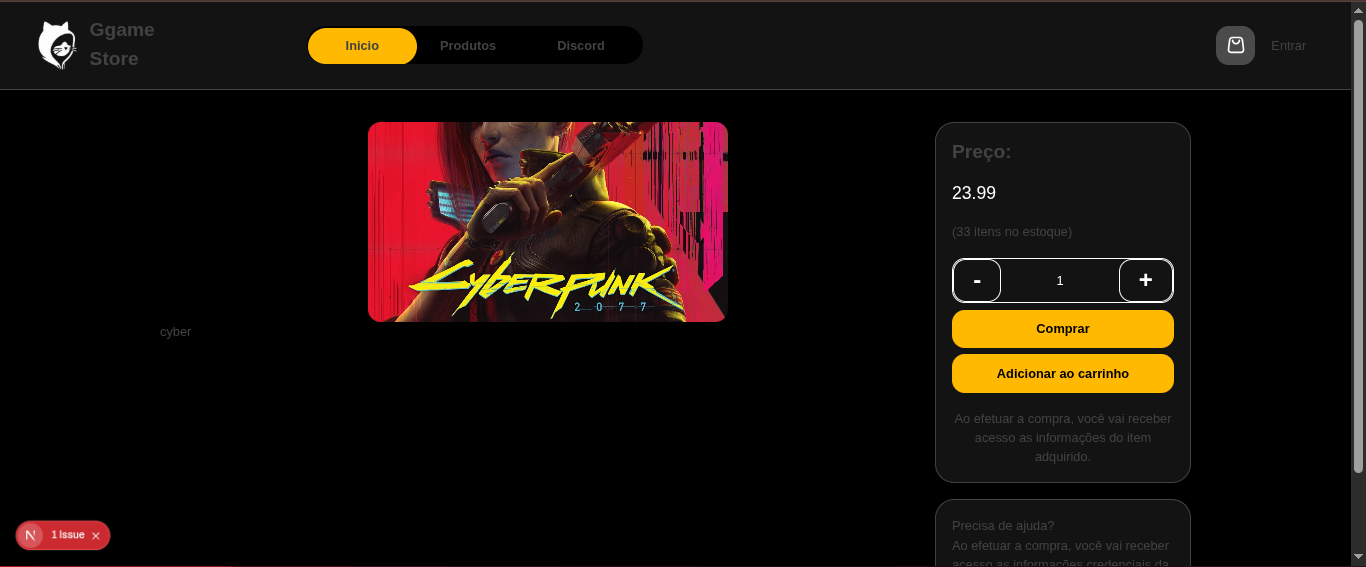 Ggame
Store
Inicio
Produtos
Discord
Entrar
CYBERPUNK
2077
cyber
Preço:
23.99
(33 itens no estoque)
-
1
+
Comprar
Adicionar ao carrinho
Ao efetuar a compra, você vai receber
acesso as informações do item
adquirido.
Precisa de ajuda?
Ao efetuar a compra, você vai receber
acesso as informações credenciais da
N 1 Issue ×